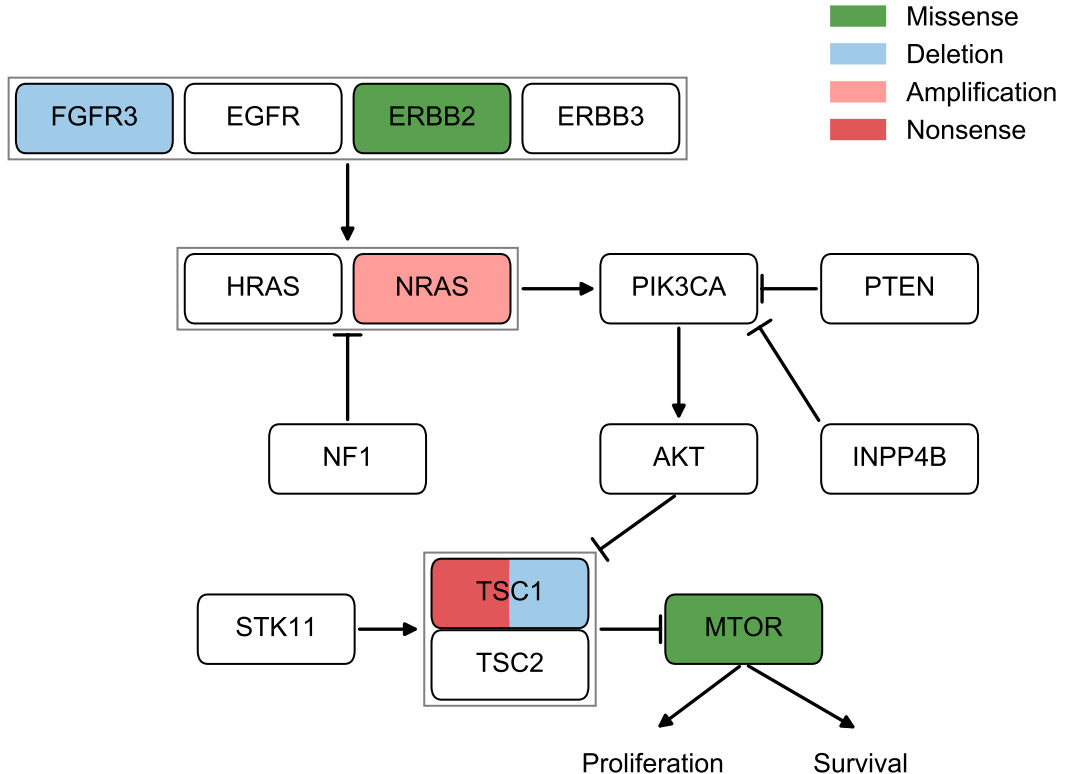 Missense
Deletion
Amplification
Nonsense
FGFR3 EGFR ERBB2 ERBB3
HRAS NRAS PIK3CA PTEN
NF1 AKT INPP4B
TSC1
STK11 MTOR
TSC2
Proliferation Survival